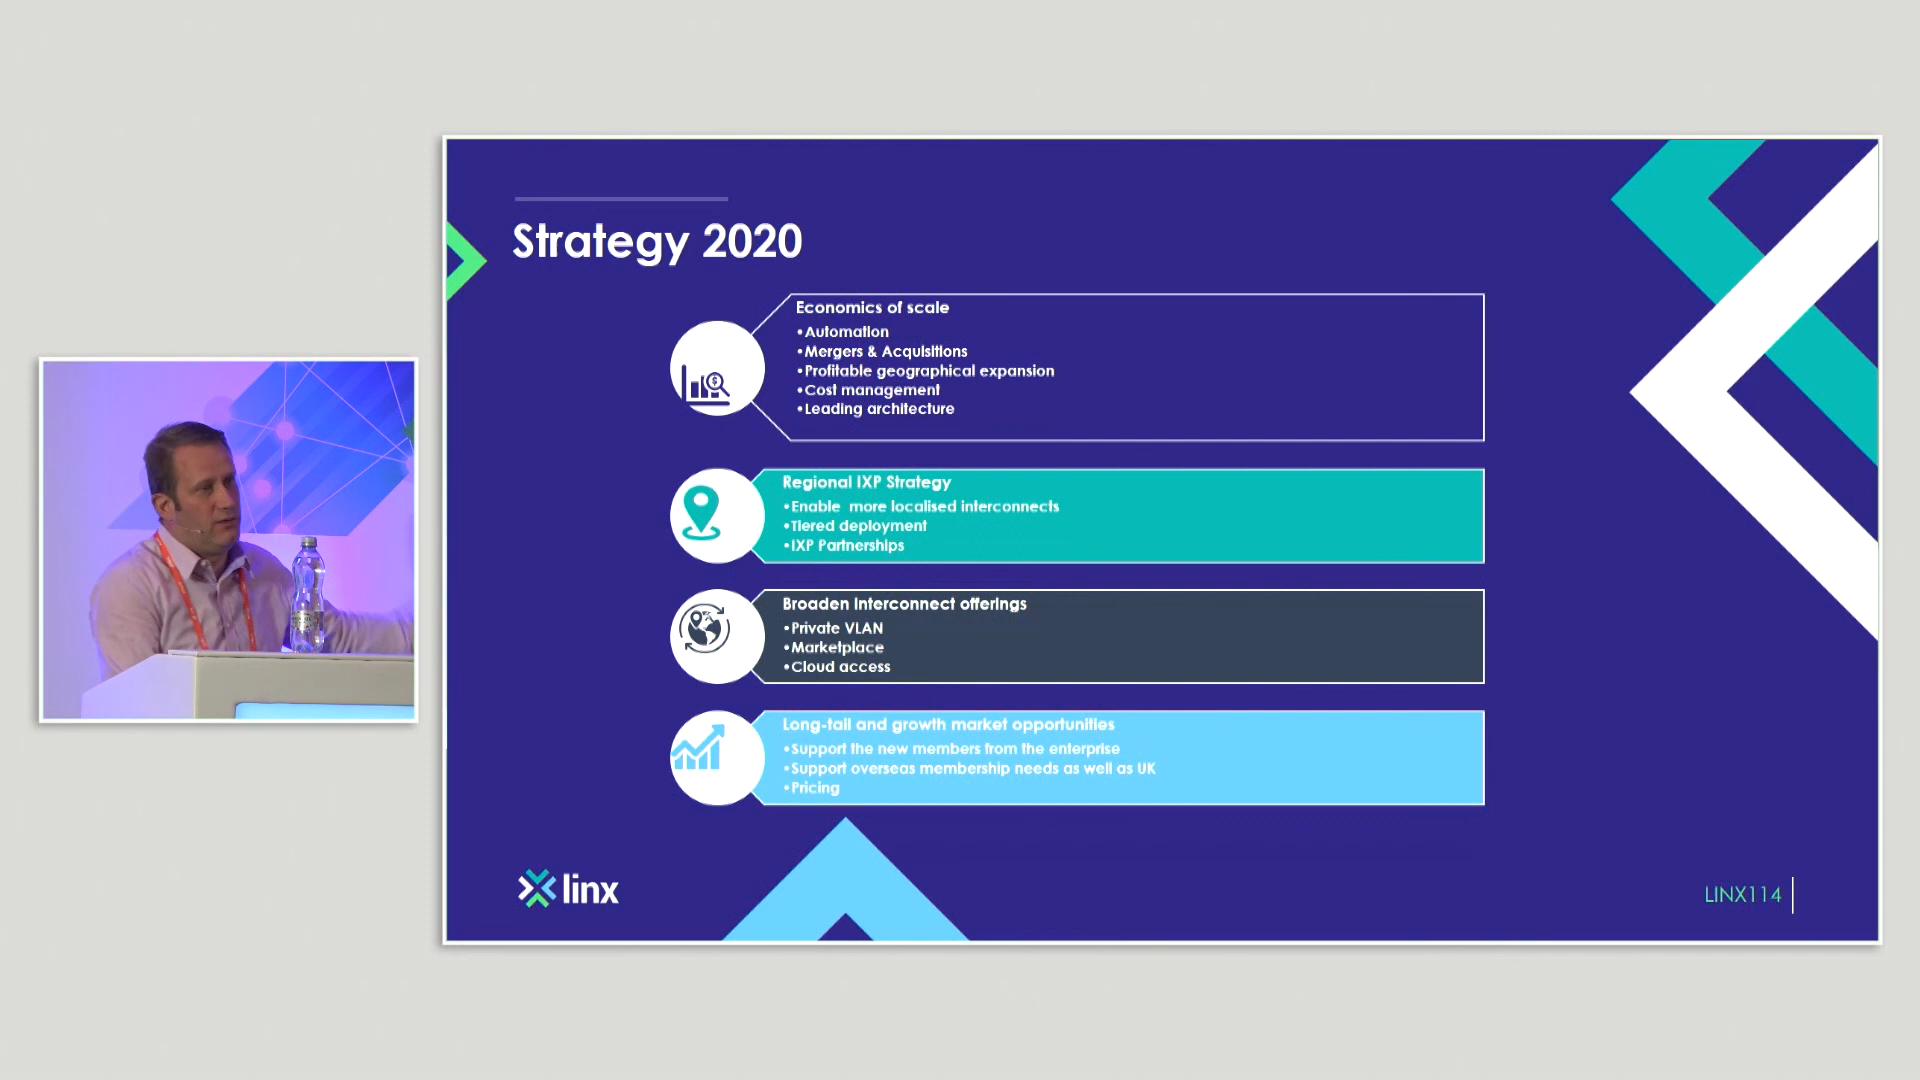 Strategy 2020
Economics of scale
•Automation
•Mergers & Acquisitions
•Profitable geographical expansion
•Cost management
•Leading architecture
Regional IXP Strategy
•Enable  more localised interconnects
•Tiered deployment
•IXP Partnerships
Broaden interconnect offerings
•Private VLAN
•Marketplace
•Cloud access
Long-tail and growth market opportunities
•Support the new members from the enterprise
•Support overseas membership needs as well as UK
•Pricing
linx
LINX114